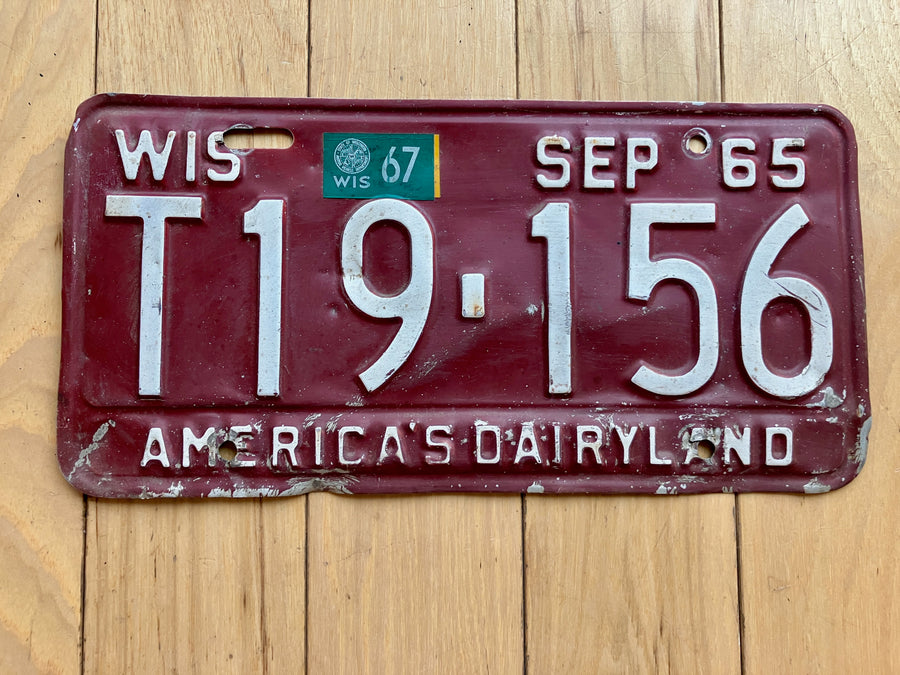 WIS WIS 67 SEP 65
T19-156
AMERICA'S DAIRYLAND